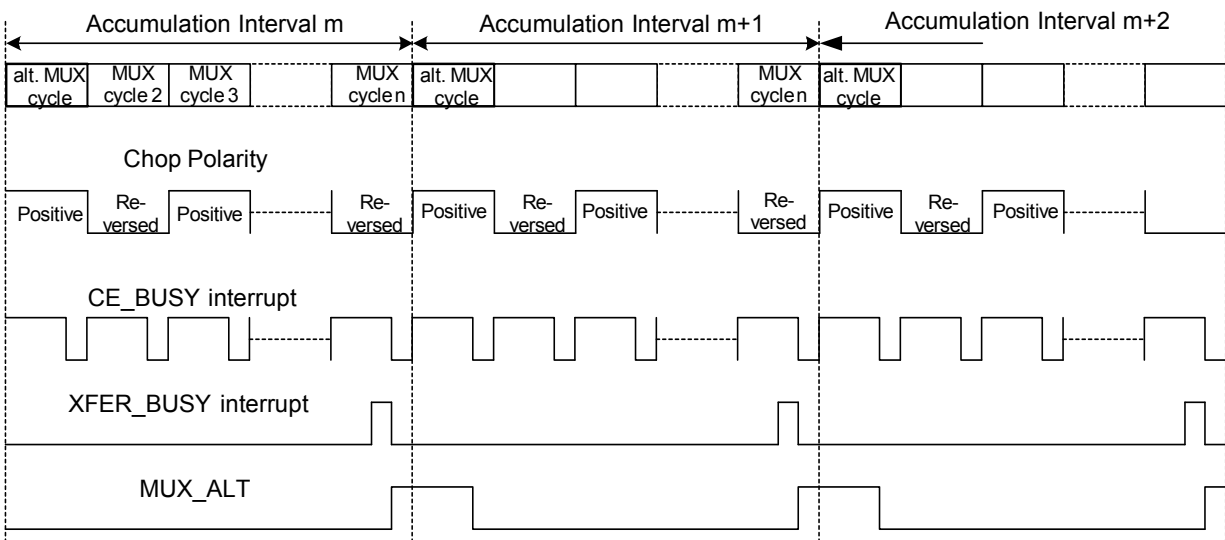 Accumulation Interval m
Accumulation Interval m+1
Accumulation Interval m+2
alt. MUX
cycle
MUX
cycle 2
MUX
cycle 3
MUX
cycle n
alt. MUX
cycle
MUX
cycle n
alt. MUX
cycle
Chop Polarity
Positive
Re-
versed
Positive
Re-
versed
Positive
Re-
versed
Positive
Re-
versed
Positive
Re-
versed
Positive
CE_BUSY interrupt
XFER_BUSY interrupt
MUX_ALT